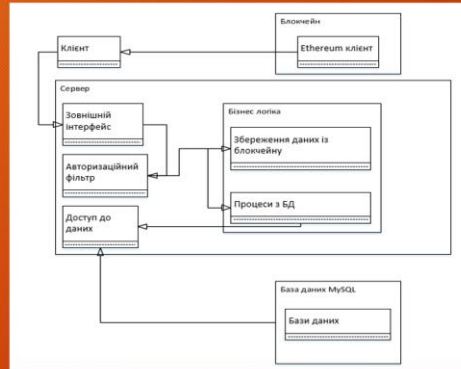 Блокчейн
Клієнт
Ethereum клієнт
Сервер
Зовнішній
інтерфейс
Бізнес логіка
Збереження даних із
блокчейну
Авторизаційний
фільтр
Процеси з БД
Доступ до
даних
База даних MySQL
Бази даних